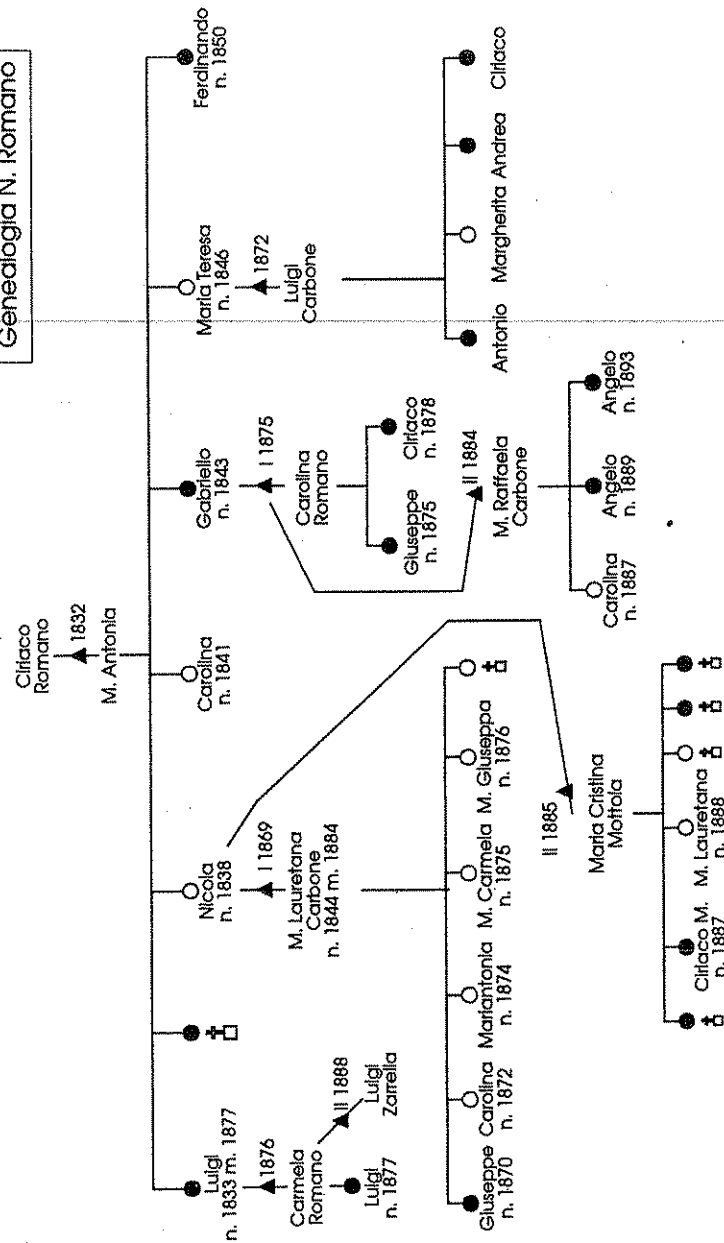 Genealogia N. Romano
Ciriaco
Romano
1832
M. Antonia
Luigi
n. 1833 m. 1877
Nicola
n. 1838
Carolina
n. 1841
Gabriello
n. 1843
Maria Teresa
n. 1846
Ferdinando
n. 1850
1876
Carmela
Romano
II 1888
Luigi
Zarrella
Luigi
n. 1877
I 1869
M. Lauretana
Carbone
n. 1844 m. 1884
I 1875
Carolina
Romano
1872
Luigi
Carbone
Giuseppe
n. 1875
Ciriaco
n. 1878
Giuseppe
n. 1870
Carolina
n. 1872
Mariantonia
n. 1874
M. Carmela
n. 1875
M. Giuseppa
n. 1876
II 1884
M. Raffaela
Carbone
Antonio
Margherita
Andrea
Ciriaco
II 1885
Maria Cristina
Mottola
Carolina
n. 1887
Angelo
n. 1889
Angelo
n. 1893
Ciriaco M.
n. 1887
M. Lauretana
n. 1888